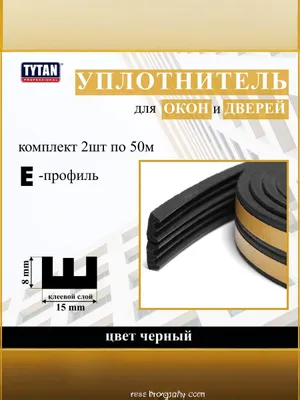 TYTAN
PROFESSIONAL
УПЛОТНИТЕЛЬ
для ОКОН и ДВЕРЕЙ
комплект 2шт по 50м
E -профиль
8 mm
клеевой слой
15 mm
цвет черный